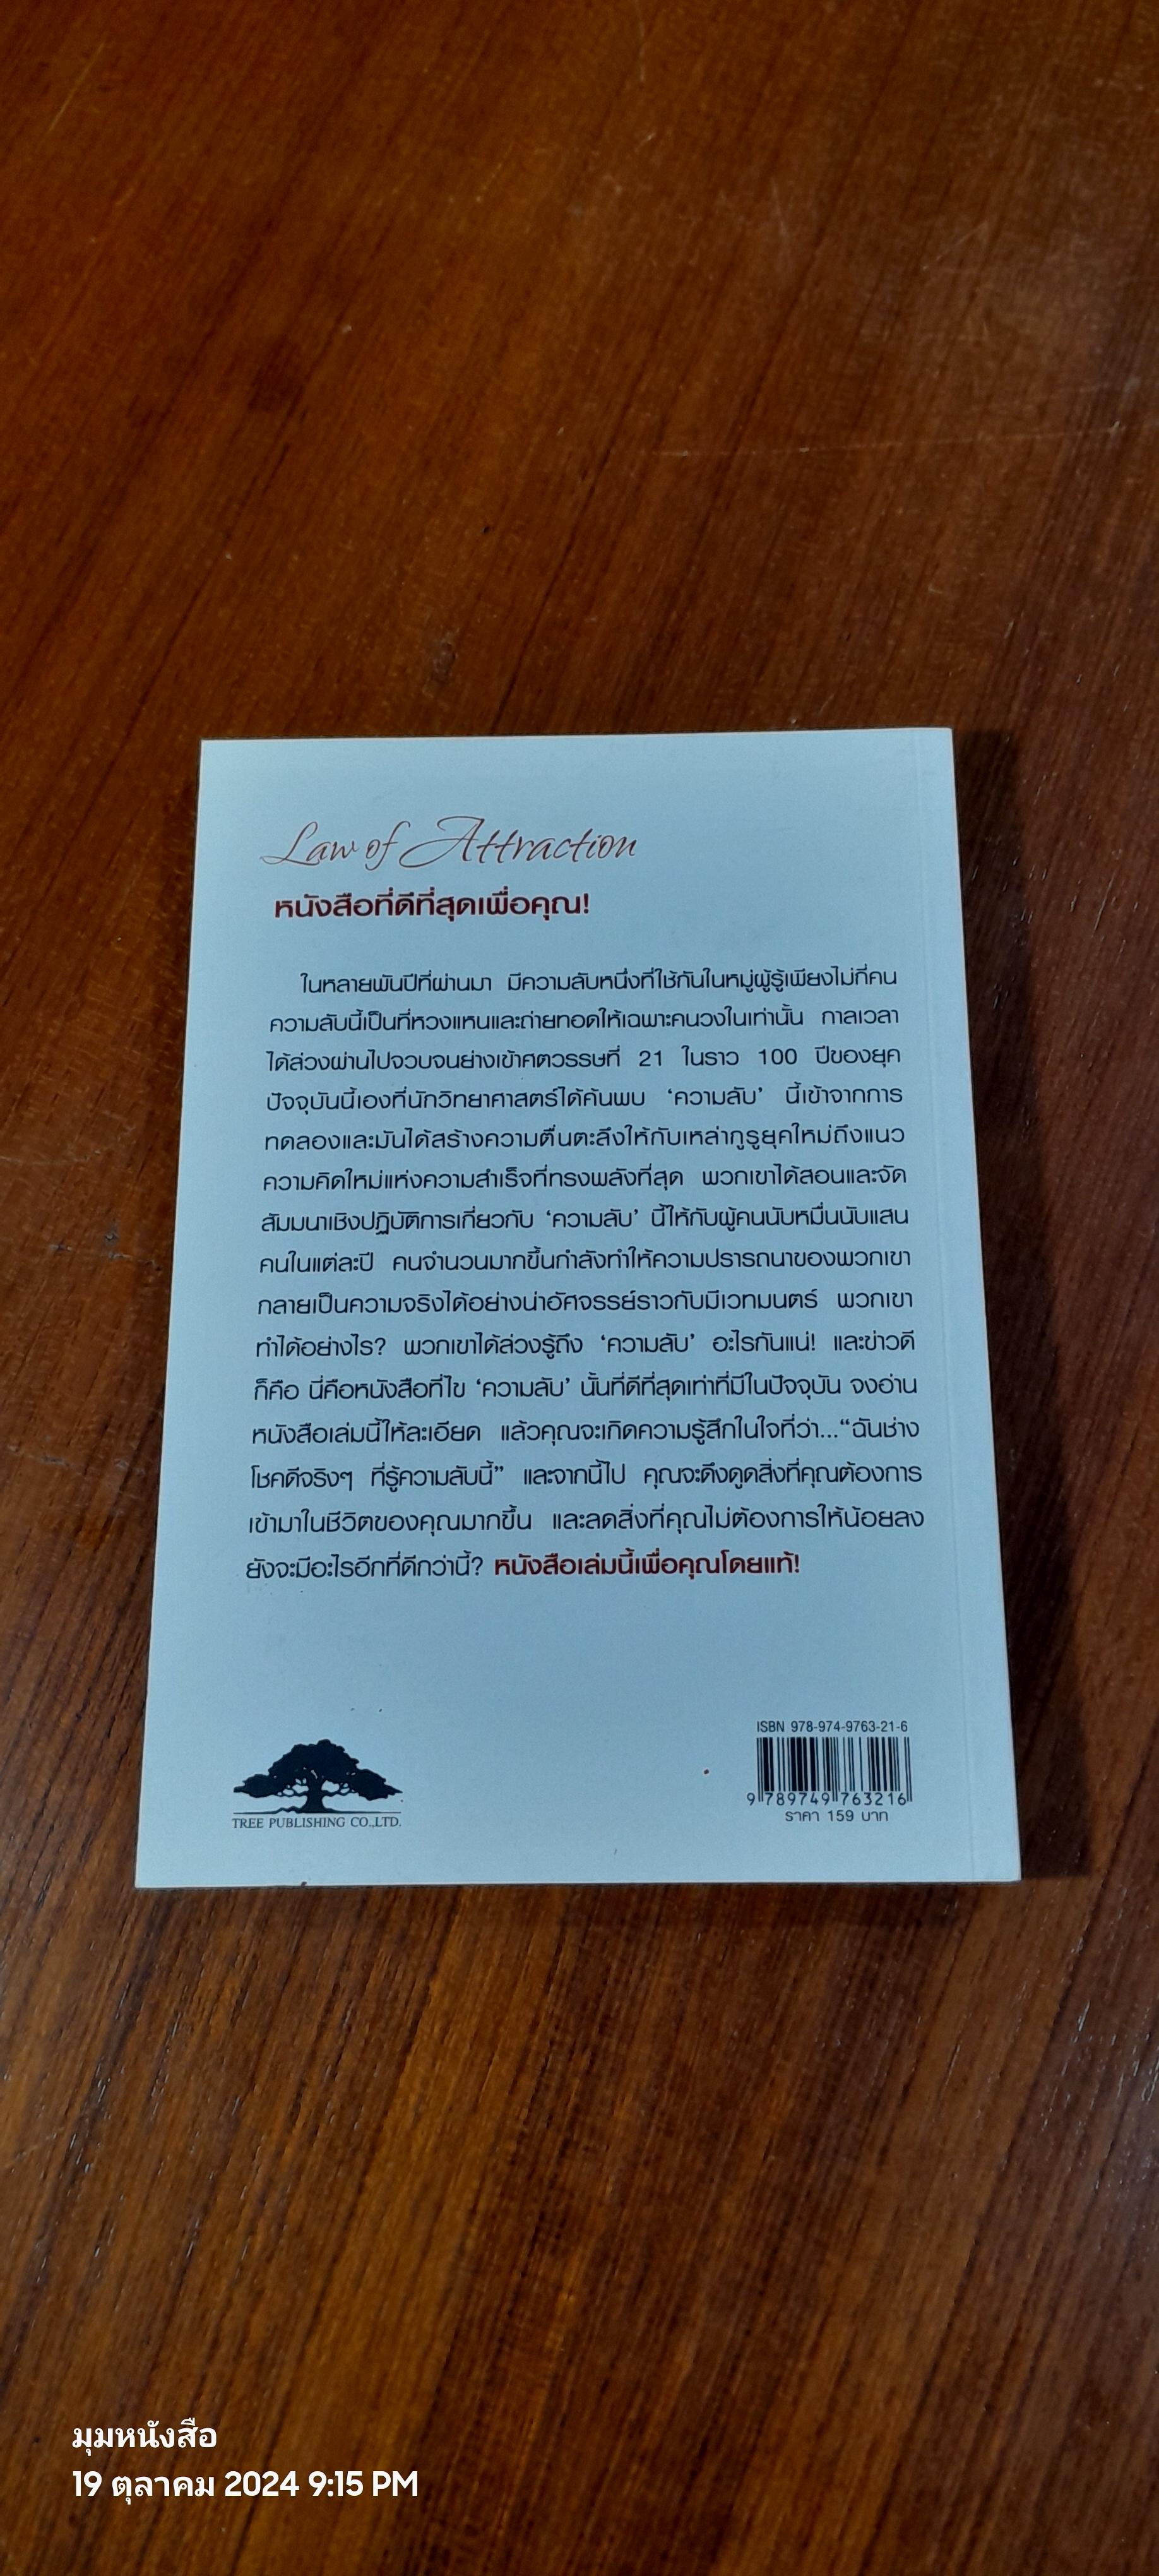 Law of Attraction
หนังสือที่ดีที่สุดเพื่อคุณ!
ในหลายพันปีที่ผ่านมา มีความลับหนึ่งที่ใช้กันในหมู่ผู้รู้เพียงไม่กี่คน
ความลับนี้เป็นที่หวงแหนและถ่ายทอดให้เฉพาะคนวงในเท่านั้น กาลเวลา
ได้ล่วงผ่านไปจวบจนย่างเข้าศตวรรษที่ 21 ในราว 100 ปีของยุค
ปัจจุบันนี้เองที่นักวิทยาศาสตร์ได้ค้นพบ ‘ความลับ’ นี้เข้าจากการ
ทดลองและมันได้สร้างความตื่นตะลึงให้กับเหล่ากูรูยุคใหม่ถึงแนว
ความคิดใหม่แห่งความสำเร็จที่ทรงพลังที่สุด พวกเขาได้สอนและจัด
สัมมนาเชิงปฏิบัติการเกี่ยวกับ ‘ความลับ’ นี้ให้กับผู้คนนับหมื่นนับแสน
คนในแต่ละปี คนจำนวนมากขึ้นกำลังทำให้ความปรารถนาของพวกเขา
กลายเป็นความจริงได้อย่างน่าอัศจรรย์ราวกับมีเวทมนตร์ พวกเขา
ทำได้อย่างไร? พวกเขาได้ล่วงรู้ถึง ‘ความลับ’ อะไรกันแน่! และข่าวดี
ก็คือ นี่คือหนังสือที่ไข ‘ความลับ’ นั้นที่ดีที่สุดเท่าที่มีในปัจจุบัน จงอ่าน
หนังสือเล่มนี้ให้ละเอียด แล้วคุณจะเกิดความรู้สึกในใจที่ว่า...“ฉันช่าง
โชคดีจริงๆ ที่รู้ความลับนี้” และจากนี้ไป คุณจะดึงดูดสิ่งที่คุณต้องการ
เข้ามาในชีวิตของคุณมากขึ้น และลดสิ่งที่คุณไม่ต้องการให้น้อยลง
ยังจะมีอะไรอีกที่ดีกว่านี้? หนังสือเล่มนี้เพื่อคุณโดยแท้!
ISBN 978-974-9763-21-6
9 789749 763216
ราคา 159 บาท
TREE PUBLISHING CO.,LTD.
มุมหนังสือ
19 ตุลาคม 2024 9:15 PM